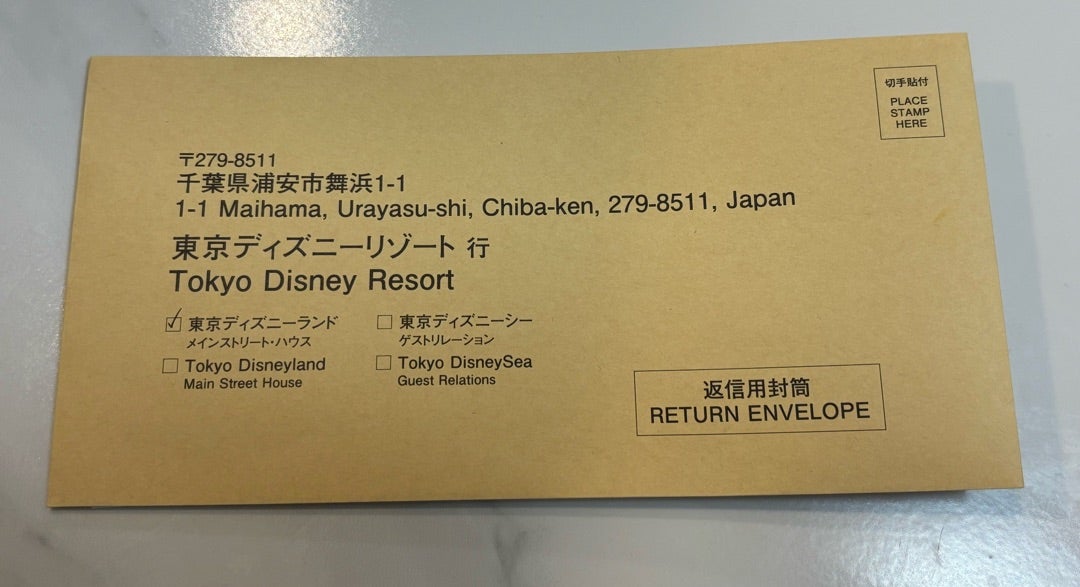 切手貼付
PLACE
STAMP
HERE
〒279-8511
千葉県浦安市舞浜1-1
1-1 Maihama, Urayasu-shi, Chiba-ken, 279-8511, Japan
東京ディズニーリゾート 行
Tokyo Disney Resort
☑ 東京ディズニーランド
メインストリート・ハウス
□ 東京ディズニーシー
ゲストリレーション
□ Tokyo Disneyland
Main Street House
□ Tokyo DisneySea
Guest Relations
返信用封筒
RETURN ENVELOPE